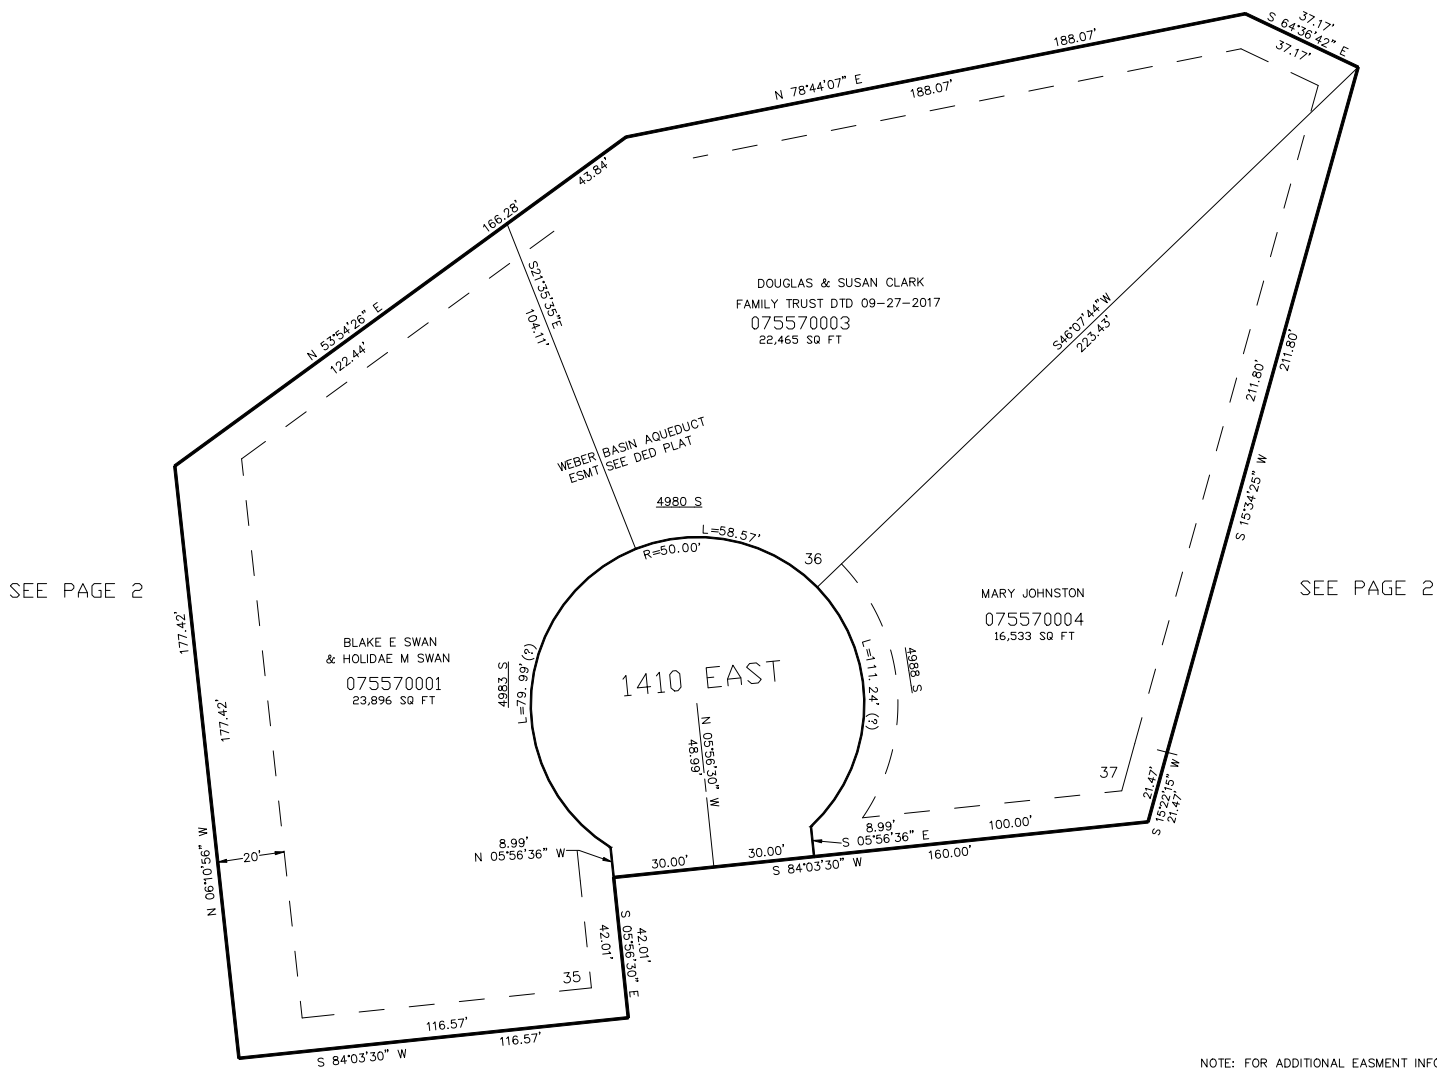 37.17'
S 64°36'42" E
37.17'
188.07'
N 78°44'07" E
188.07'
43.84'
166.28'
N 53°54'26" E
122.44'
S21°35'35"E
104.11'
DOUGLAS & SUSAN CLARK
FAMILY TRUST DTD 09-27-2017
075570003
22,465 SQ FT
S46°07'44"W
223.43'
211.80'
211.80'
S 15°34'25" W
WEBER BASIN AQUEDUCT
ESMT SEE DED PLAT
4980 S
L=58.57'
R=50.00'
36
SEE PAGE 2
SEE PAGE 2
MARY JOHNSTON
075570004
16,533 SQ FT
177.42'
177.42'
N 06°10'56" W
BLAKE E SWAN
& HOLIDAE M SWAN
075570001
23,896 SQ FT
4983 S
L=79.99' (?)
1410 EAST
N 05°56'30" W
48.99'
L=111.24' (?)
4988 S
37
21.47'
S 15°22'15" W
21.47'
20'
8.99'
N 05°56'36" W
30.00'
30.00'
8.99'
S 05°56'36" E
100.00'
S 84°03'30" W
160.00'
42.01'
S 05°56'30" E
42.01'
35
116.57'
116.57'
S 84°03'30" W
NOTE: FOR ADDITIONAL EASMENT INFO